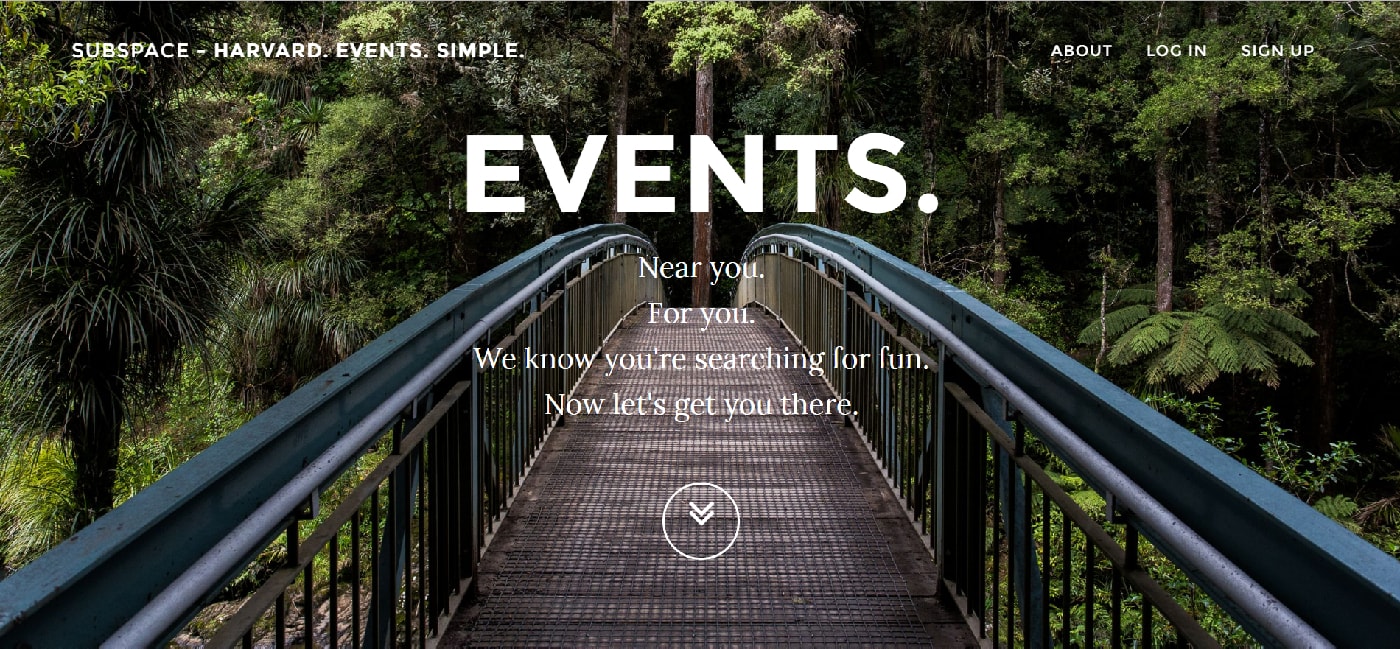 SUBSPACE – HARVARD. EVENTS. SIMPLE.
ABOUT LOG IN SIGN UP
EVENTS.
Near you.
For you.
We know you're searching for fun.
Now let's get you there.